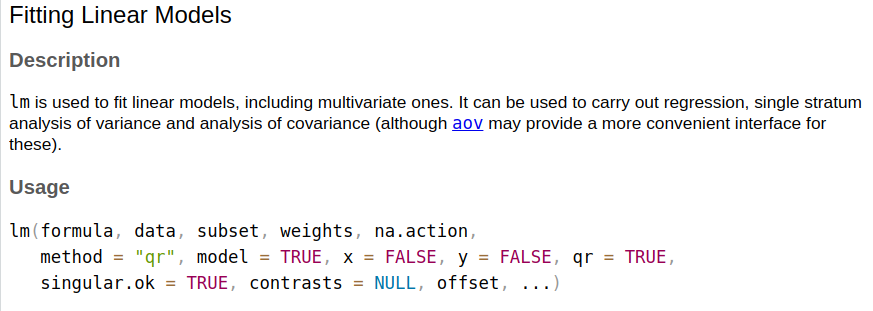 Fitting Linear Models
Description
lm is used to fit linear models, including multivariate ones. It can be used to carry out regression, single stratum
analysis of variance and analysis of covariance (although aov may provide a more convenient interface for
these).
Usage
lm(formula, data, subset, weights, na.action,
   method = "qr", model = TRUE, x = FALSE, y = FALSE, qr = TRUE,
   singular.ok = TRUE, contrasts = NULL, offset, ...)